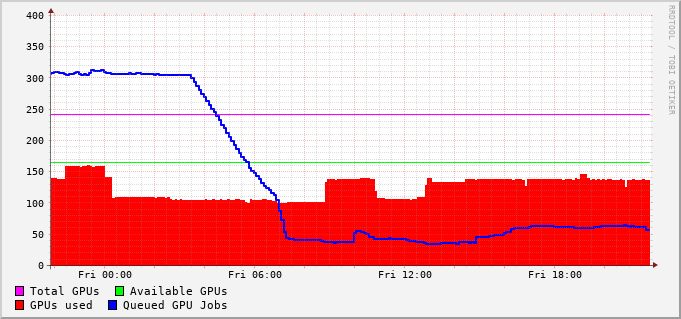 400
350
300
250
200
150
100
50
0
Fri 00:00 Fri 06:00 Fri 12:00 Fri 18:00
Total GPUs Available GPUs
GPUs used Queued GPU Jobs
RRDTOOL / TOBI OETIKER